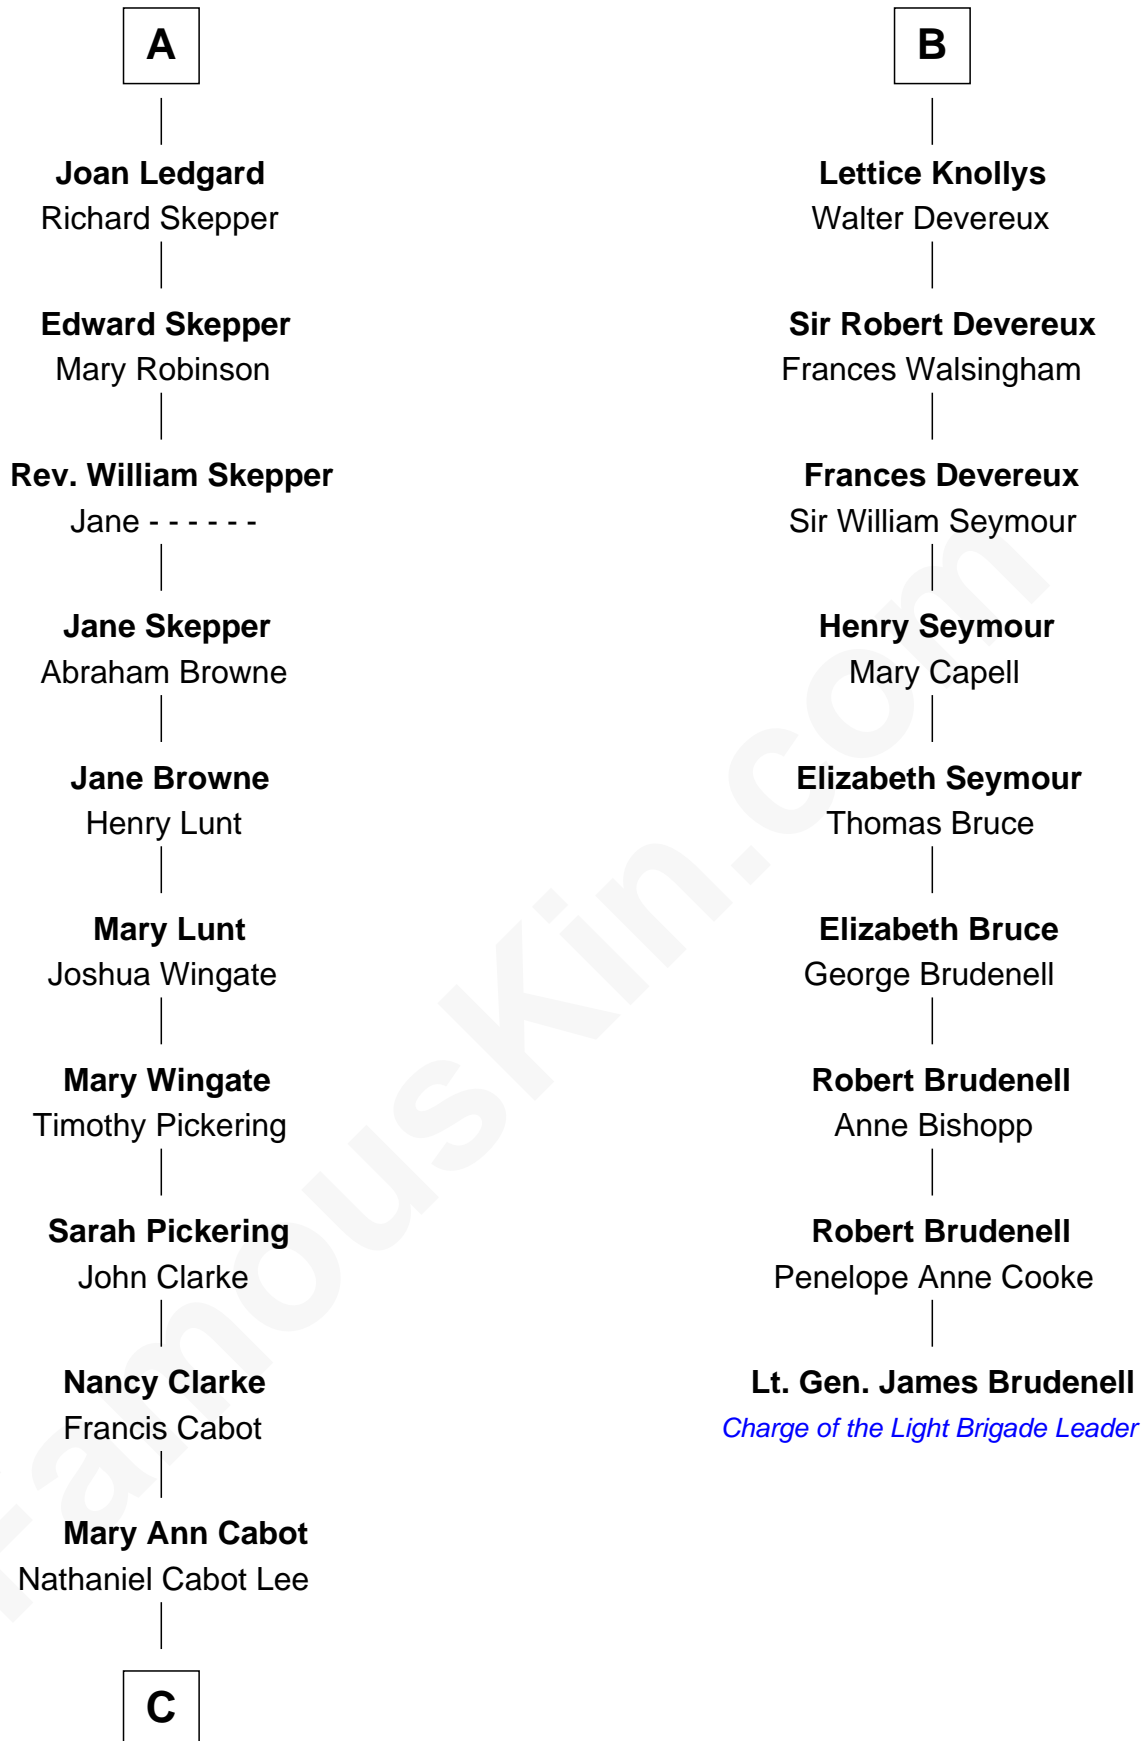 A
Joan Ledgard
Richard Skepper
Edward Skepper
Mary Robinson
Rev. William Skepper
Jane - - - - - -
Jane Skepper
Abraham Browne
Jane Browne
Henry Lunt
Mary Lunt
Joshua Wingate
Mary Wingate
Timothy Pickering
Sarah Pickering
John Clarke
Nancy Clarke
Francis Cabot
Mary Ann Cabot
Nathaniel Cabot Lee
C
B
Lettice Knollys
Walter Devereux
Sir Robert Devereux
Frances Walsingham
Frances Devereux
Sir William Seymour
Henry Seymour
Mary Capell
Elizabeth Seymour
Thomas Bruce
Elizabeth Bruce
George Brudenell
Robert Brudenell
Anne Bishopp
Robert Brudenell
Penelope Anne Cooke
Lt. Gen. James Brudenell
Charge of the Light Brigade Leader
FamousKin.com